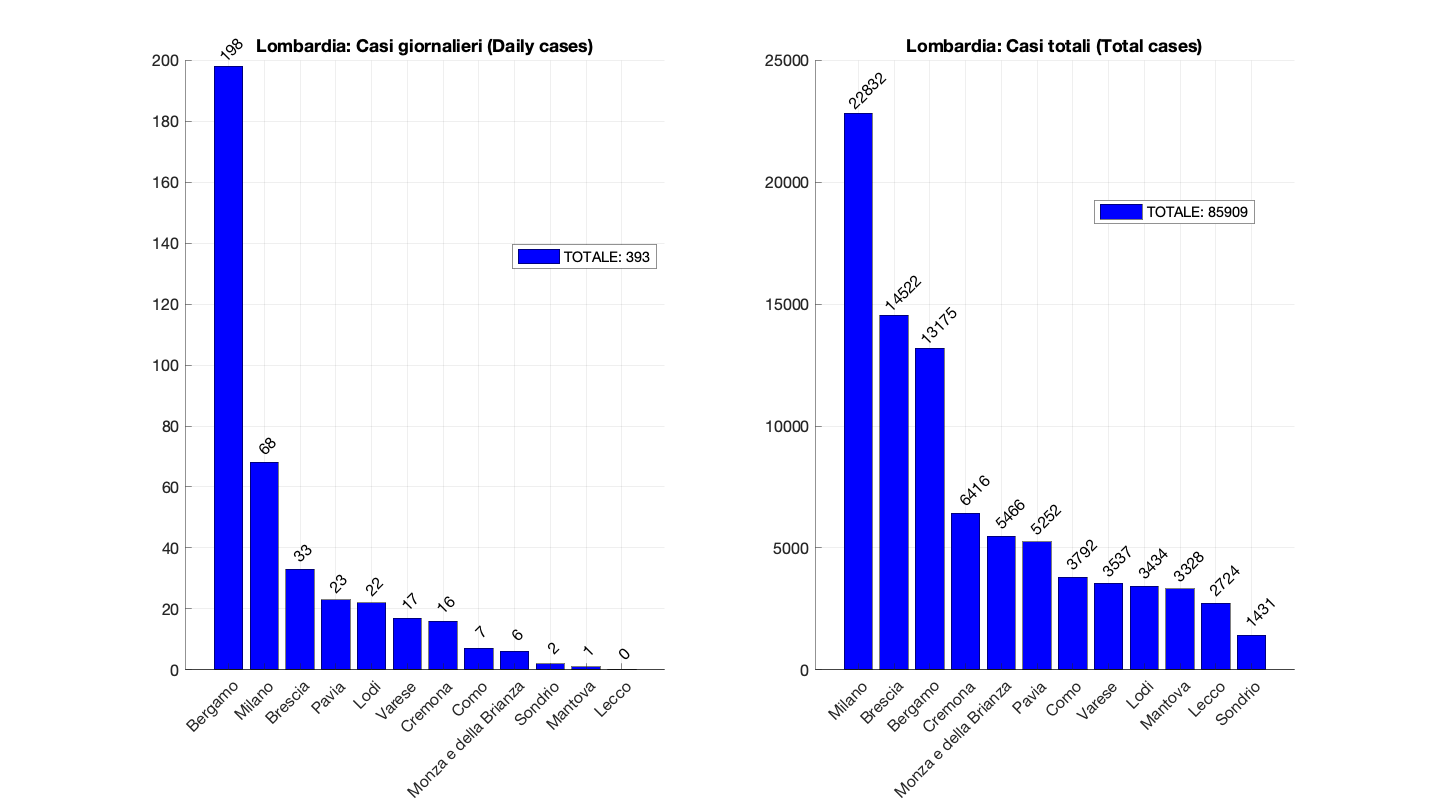 Lombardia: Casi giornalieri (Daily cases)
200
180
160
140
120
100
80
60
40
20
0
198
68
33
23
22
17
16
7
6
2
1
0
TOTALE: 393
Bergamo
Milano
Brescia
Pavia
Lodi
Varese
Cremona
Como
Monza e della Brianza
Sondrio
Mantova
Lecco
Lombardia: Casi totali (Total cases)
25000
20000
15000
10000
5000
0
22832
14522
13175
6416
5466
5252
3792
3537
3434
3328
2724
1431
TOTALE: 85909
Milano
Brescia
Bergamo
Cremona
Monza e della Brianza
Pavia
Como
Varese
Lodi
Mantova
Lecco
Sondrio